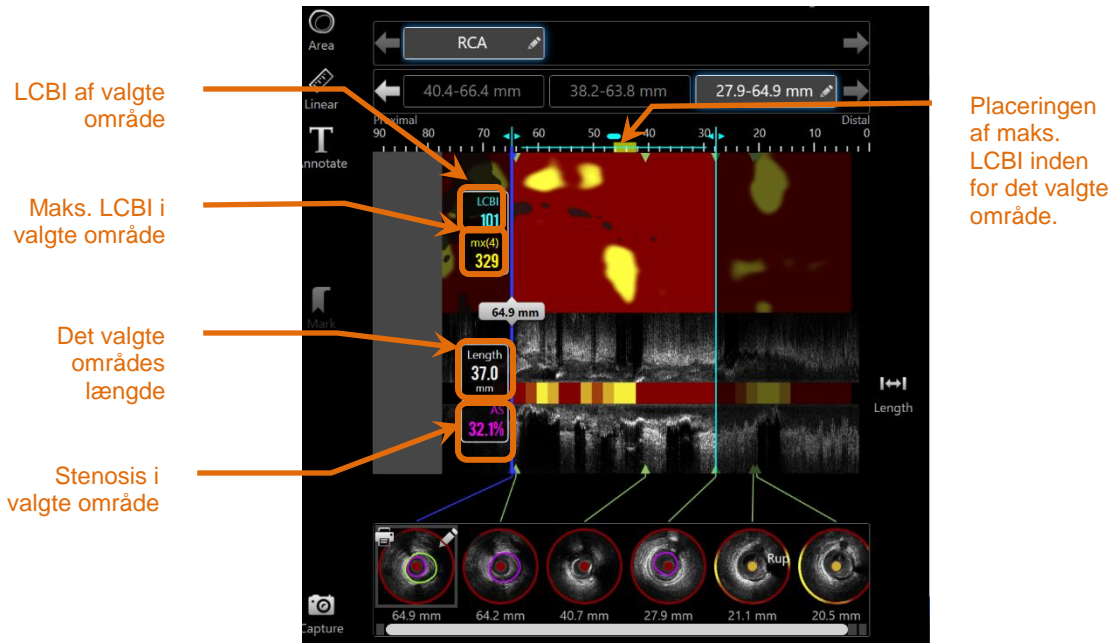 Area
RCA
LCBI af valgte
område
Linear
40.4-66.4 mm
38.2-63.8 mm
27.9-64.9 mm
Placeringen
af maks.
LCBI inden
for det valgte
område.
Proximal
Distal
90 80 70 60 50 40 30 20 10 0
T
nnotate
LCBI
101
Maks. LCBI i
valgte område
mx(4)
329
Mark
64.9 mm
Det valgte
områdes
længde
Length
37.0
mm
Length
AS
32.1%
Stenosis i
valgte område
Rup
64.9 mm
64.2 mm
40.7 mm
27.9 mm
21.1 mm
20.5 mm
apture